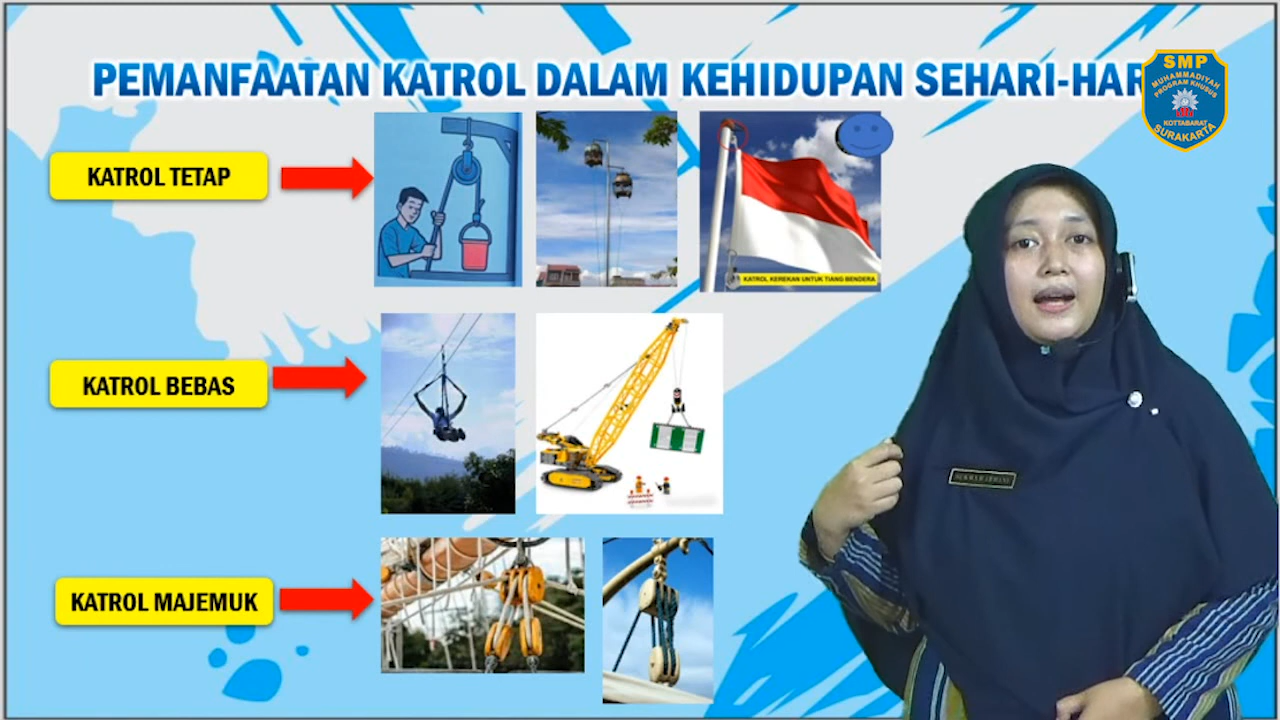 PEMANFAATAN KATROL DALAM KEHIDUPAN SEHARI-HAR
SMP
MUHAMMADIYAH
PROGRAM KHUSUS
KOTTABARAT
SURAKARTA
KATROL TETAP
KATROL KEREKAN UNTUK TIANG BENDERA
KATROL BEBAS
KATROL MAJEMUK